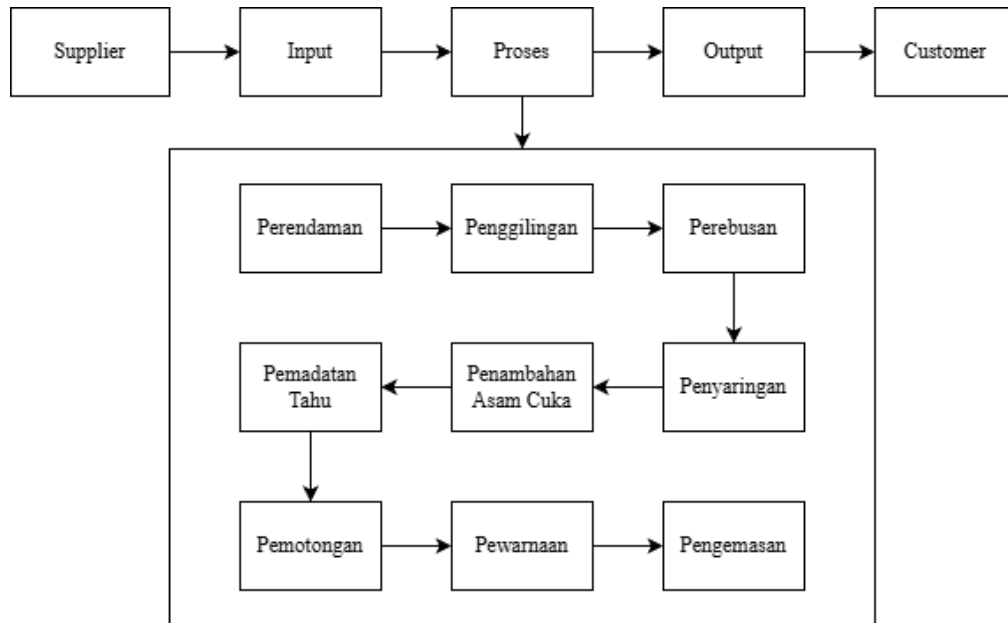 Supplier
Input
Proses
Output
Customer
Perendaman
Penggilingan
Perebusan
Pemadatan
Tahu
Penambahan
Asam Cuka
Penyaringan
Pemotongan
Pewarnaan
Pengemasan